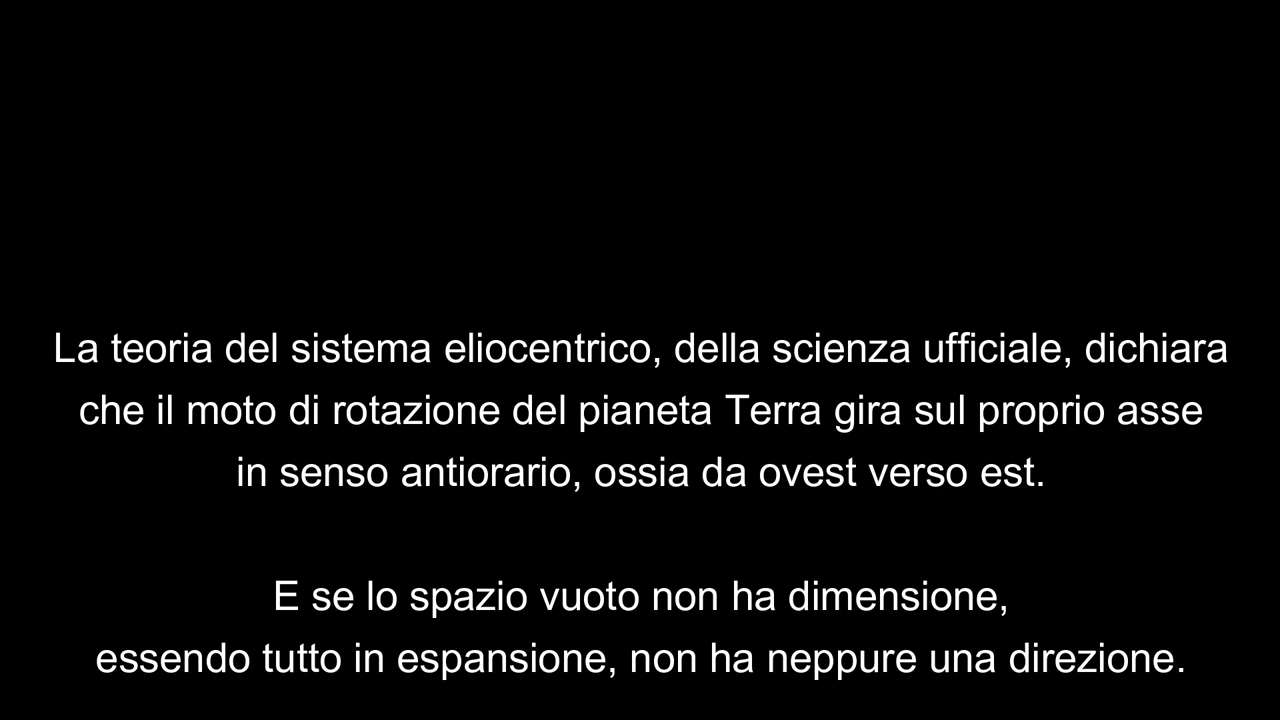 La teoria del sistema eliocentrico, della scienza ufficiale, dichiara
che il moto di rotazione del pianeta Terra gira sul proprio asse
in senso antiorario, ossia da ovest verso est.
E se lo spazio vuoto non ha dimensione,
essendo tutto in espansione, non ha neppure una direzione.